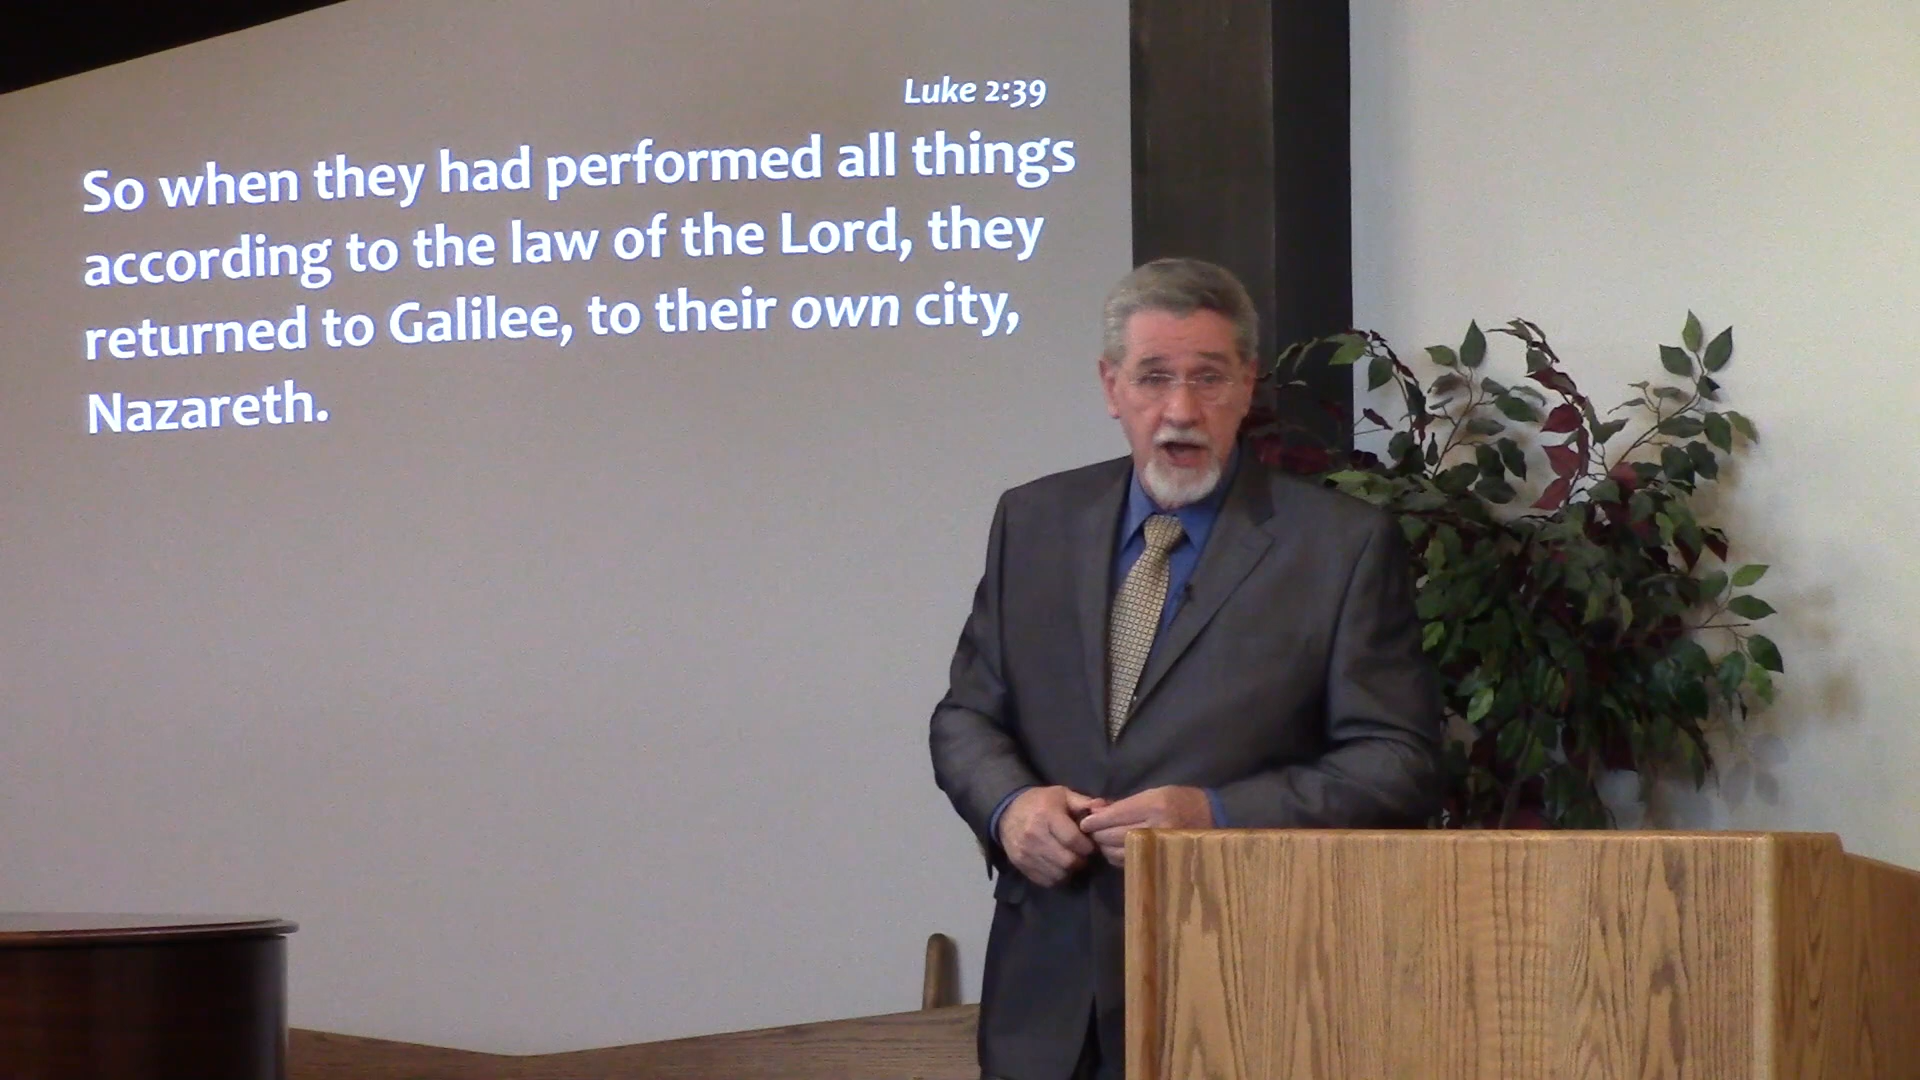 Luke 2:39
So when they had performed all things
according to the law of the Lord, they
returned to Galilee, to their own city,
Nazareth.